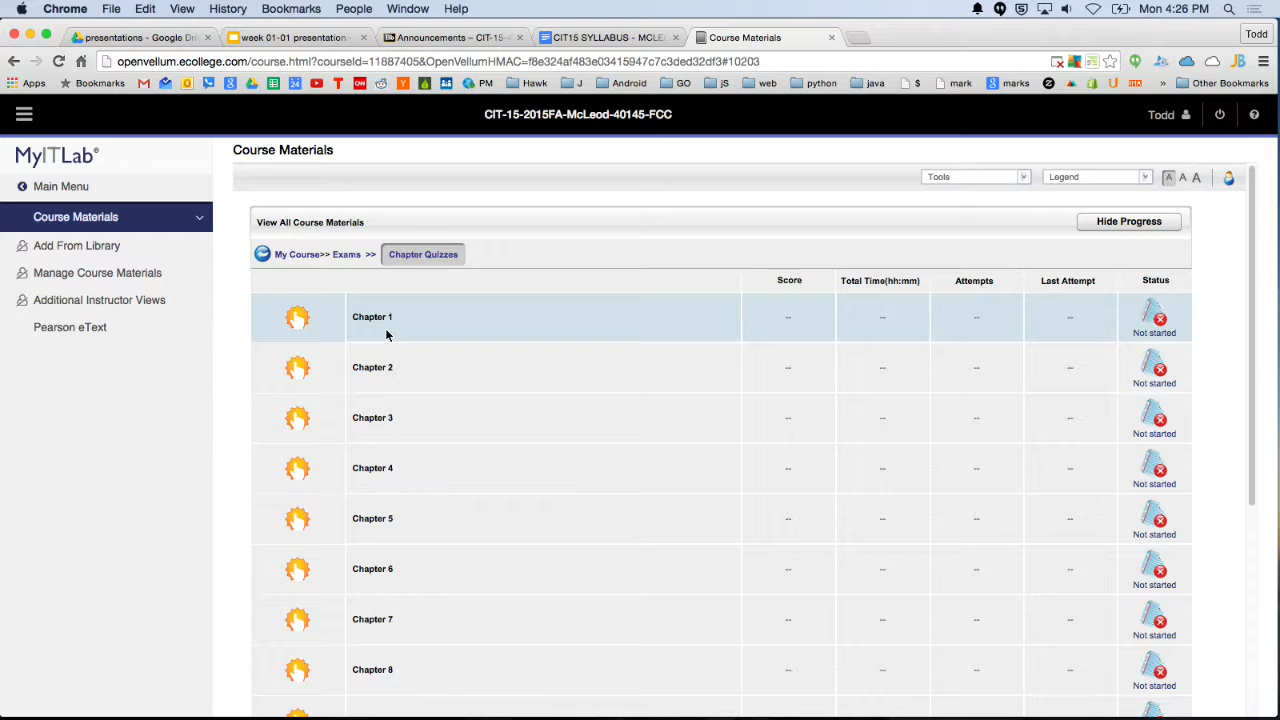 Chrome File Edit View History Bookmarks People Window Help Mon 4:26 PM
presentations - Google Dri
week 01-01 presentation
Announcements – CIT-15-
CIT15 SYLLABUS - MCLE
Course Materials
Todd
openvellum.ecollege.com/course.html?courseId=11887405&OpenVellumHMAC=f8e324af483e03415947c7c3ded32df3#10203
Apps Bookmarks PM Hawk J Android GO jS web python java $ mark marks Other Bookmarks
CIT-15-2015FA-McLeod-40145-FCC
Todd
MyITLab®
Main Menu
Course Materials
Add From Library
Manage Course Materials
Additional Instructor Views
Pearson eText
Course Materials
Tools Legend A A A
View All Course Materials Hide Progress
My Course>> Exams >> Chapter Quizzes
Score Total Time(hh:mm) Attempts Last Attempt Status
Chapter 1 -- -- -- -- Not started
Chapter 2 -- -- -- -- Not started
Chapter 3 -- -- -- -- Not started
Chapter 4 -- -- -- -- Not started
Chapter 5 -- -- -- -- Not started
Chapter 6 -- -- -- -- Not started
Chapter 7 -- -- -- -- Not started
Chapter 8 -- -- -- -- Not started